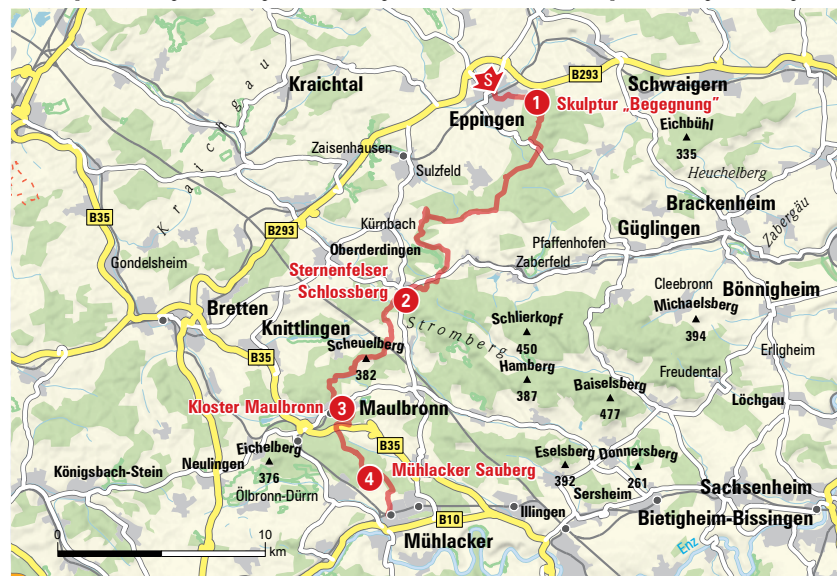 Kraichgau
Kraichtal
S
B293
Schwaigern
1
Skulptur „Begegnung”
Eppingen
Eichbühl
335
Zaisenhausen
Sulzfeld
Heuchelberg
Brackenheim
Zabergäu
B35
Kürnbach
B293
Güglingen
Oberderdingen
Pfaffenhofen
Zaberfeld
Gondelsheim
Sternenfelser
Schlossberg
2
Cleebronn
Bönnigheim
Michaelsberg
394
Bretten
Knittlingen
Stromberg
Schlierkopf
450
Scheuelberg
382
Erligheim
B35
Hamberg
387
Freudental
Baiselsberg
477
Löchgau
Kloster Maulbronn
3
Maulbronn
B35
Eichelberg
376
Neulingen
Königsbach-Stein
Ölbronn-Dürrn
4
Mühlacker Sauberg
Eselsberg
392
Donnersberg
261
Sersheim
Sachsenheim
Illingen
B10
Bietigheim-Bissingen
Mühlacker
Enz
0
10
km